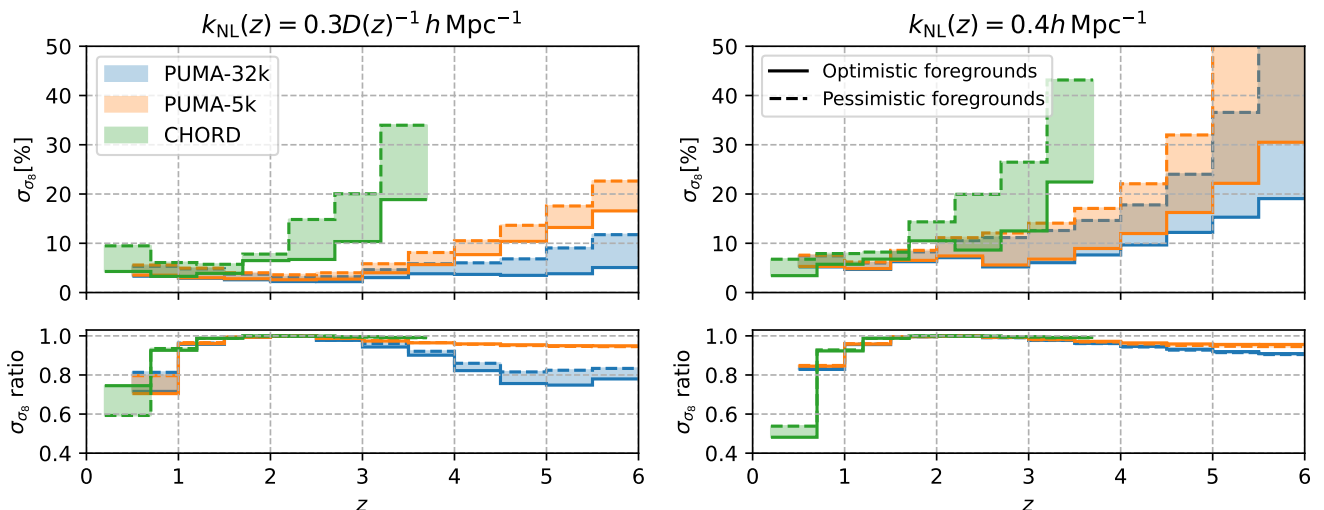 k_NL(z) = 0.3D(z)⁻¹ h Mpc⁻¹
50
40
30
20
10
0
σ_σ₈[%]
PUMA-32k
PUMA-5k
CHORD
1.0
0.8
0.6
0.4
σ_σ₈ ratio
0 1 2 3 4 5 6
z
k_NL(z) = 0.4h Mpc⁻¹
50
40
30
20
10
0
σ_σ₈[%]
Optimistic foregrounds
Pessimistic foregrounds
1.0
0.8
0.6
0.4
σ_σ₈ ratio
0 1 2 3 4 5 6
z